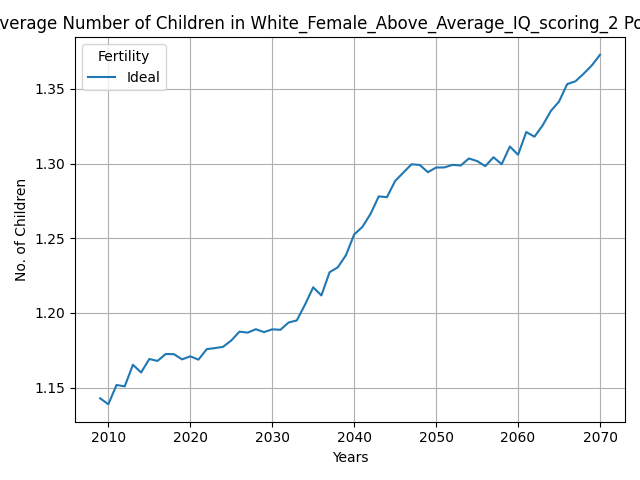 verage Number of Children in White_Female_Above_Average_IQ_scoring_2 Po
Fertility
Ideal
1.35
1.30
1.25
1.20
1.15
No. of Children
2010 2020 2030 2040 2050 2060 2070
Years